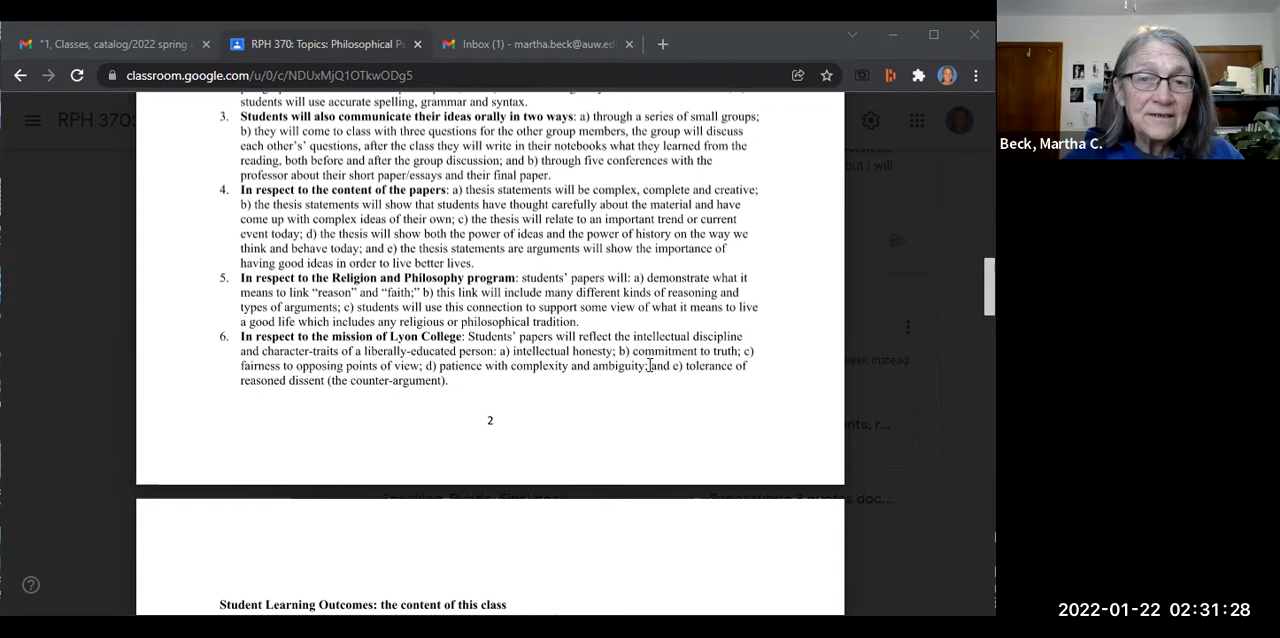 "1, Classes, catalog/2022 spring
RPH 370: Topics: Philosophical Ps
Inbox (1) - martha.beck@auw.ed
classroom.google.com/u/0/c/NDUxMjQ1OTkwODg5
RPH 370:
students will use accurate spelling, grammar and syntax.
3. Students will also communicate their ideas orally in two ways: a) through a series of small groups;
b) they will come to class with three questions for the other group members, the group will discuss
each other's' questions, after the class they will write in their notebooks what they learned from the
reading, both before and after the group discussion; and b) through five conferences with the
professor about their short paper/essays and their final paper.
4. In respect to the content of the papers: a) thesis statements will be complex, complete and creative;
b) the thesis statements will show that students have thought carefully about the material and have
come up with complex ideas of their own; c) the thesis will relate to an important trend or current
event today; d) the thesis will show both the power of ideas and the power of history on the way we
think and behave today; and e) the thesis statements are arguments will show the importance of
having good ideas in order to live better lives.
5. In respect to the Religion and Philosophy program: students' papers will: a) demonstrate what it
means to link "reason" and "faith;" b) this link will include many different kinds of reasoning and
types of arguments; c) students will use this connection to support some view of what it means to live
a good life which includes any religious or philosophical tradition.
6. In respect to the mission of Lyon College: Students' papers will reflect the intellectual discipline
and character-traits of a liberally-educated person: a) intellectual honesty; b) commitment to truth; c)
fairness to opposing points of view; d) patience with complexity and ambiguity; and e) tolerance of
reasoned dissent (the counter-argument).
2
Student Learning Outcomes: the content of this class
but i will
seek instead
ents, r...
Beck, Martha C.
2022-01-22 02:31:28